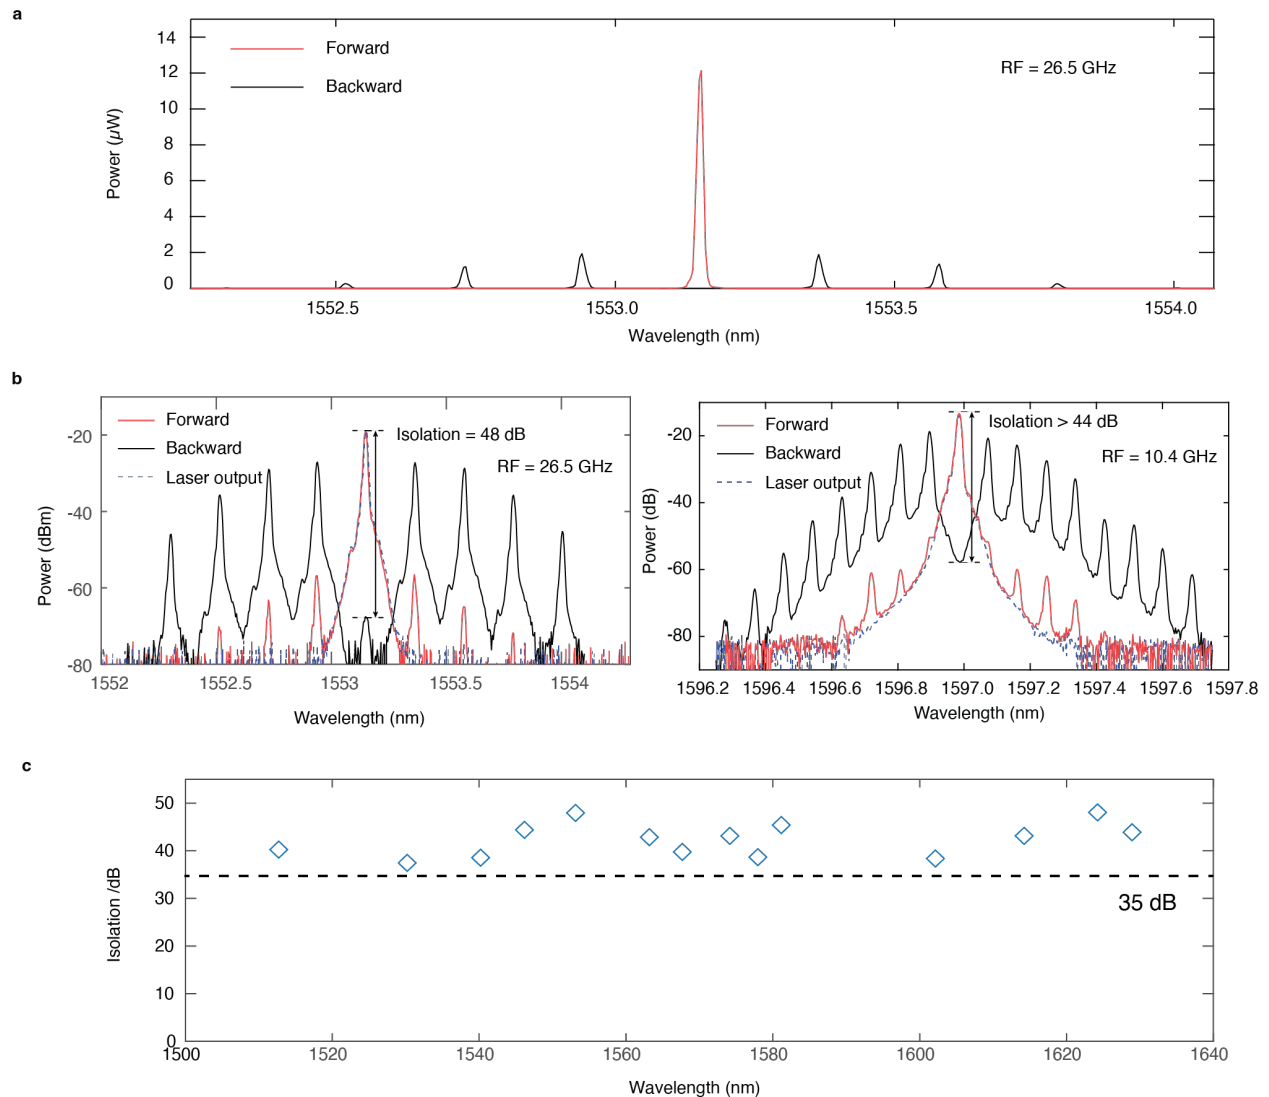 a
14
12
10
8
6
4
2
0
Power (µW)
Forward
Backward
RF = 26.5 GHz
1552.5
1553.0
1553.5
1554.0
Wavelength (nm)
b
Forward
Backward
Laser output
Isolation = 48 dB
RF = 26.5 GHz
-20
-40
-60
-80
Power (dBm)
1552
1552.5
1553
1553.5
1554
Wavelength (nm)
Forward
Backward
Laser output
Isolation > 44 dB
RF = 10.4 GHz
-20
-40
-60
-80
Power (dB)
1596.2
1596.4
1596.6
1596.8
1597.0
1597.2
1597.4
1597.6
1597.8
Wavelength (nm)
c
50
40
30
20
10
0
Isolation /dB
35 dB
1500
1520
1540
1560
1580
1600
1620
1640
Wavelength (nm)